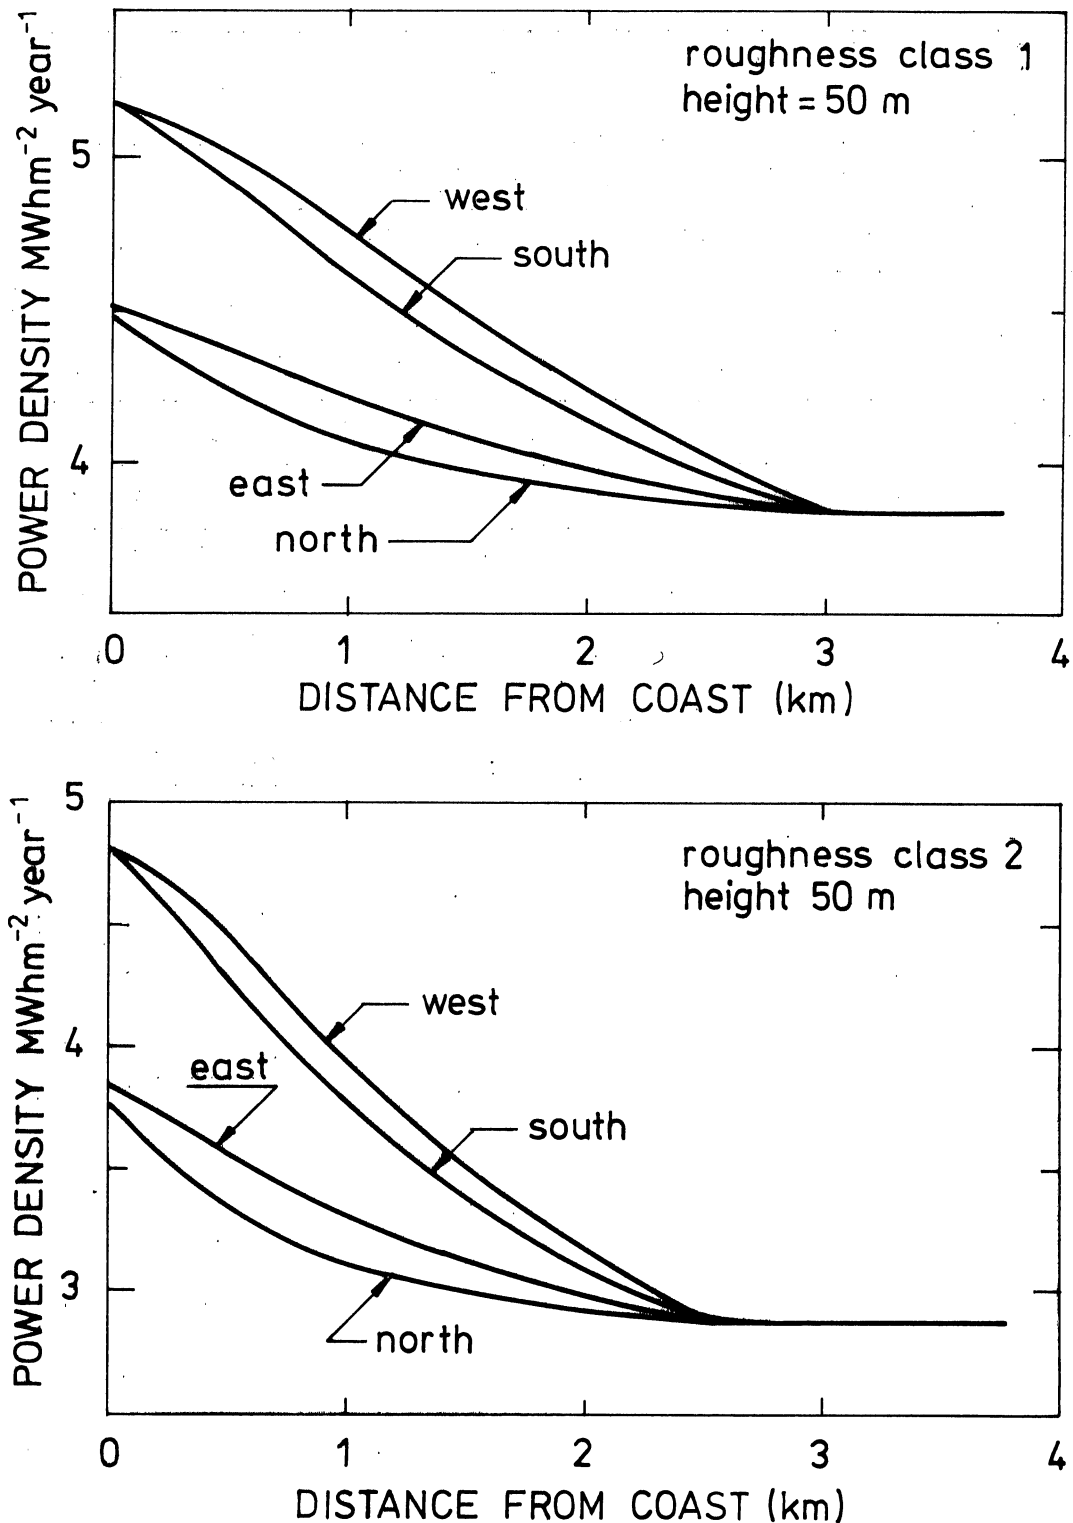 POWER DENSITY MWhm⁻² year⁻¹
roughness class 1
height = 50 m
5
west
south
4
east
north
0 1 2 3 4
DISTANCE FROM COAST (km)
POWER DENSITY MWhm⁻² year⁻¹
5
roughness class 2
height 50 m
west
4
east
south
3
north
0 1 2 3 4
DISTANCE FROM COAST (km)